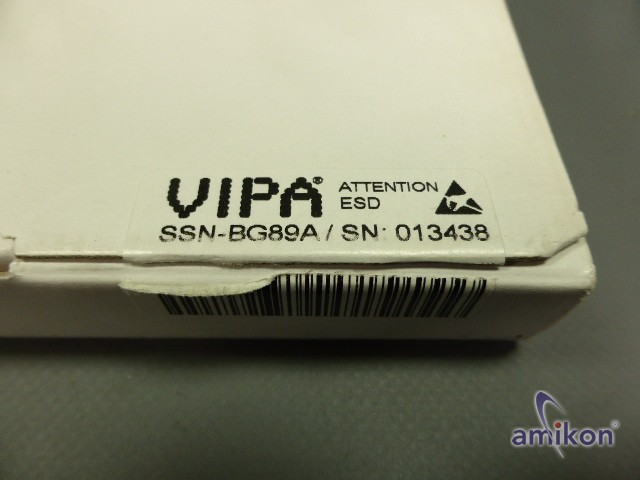 VIPA® ATTENTION
ESD
SSN-BG89A / SN: 013438
amikon®